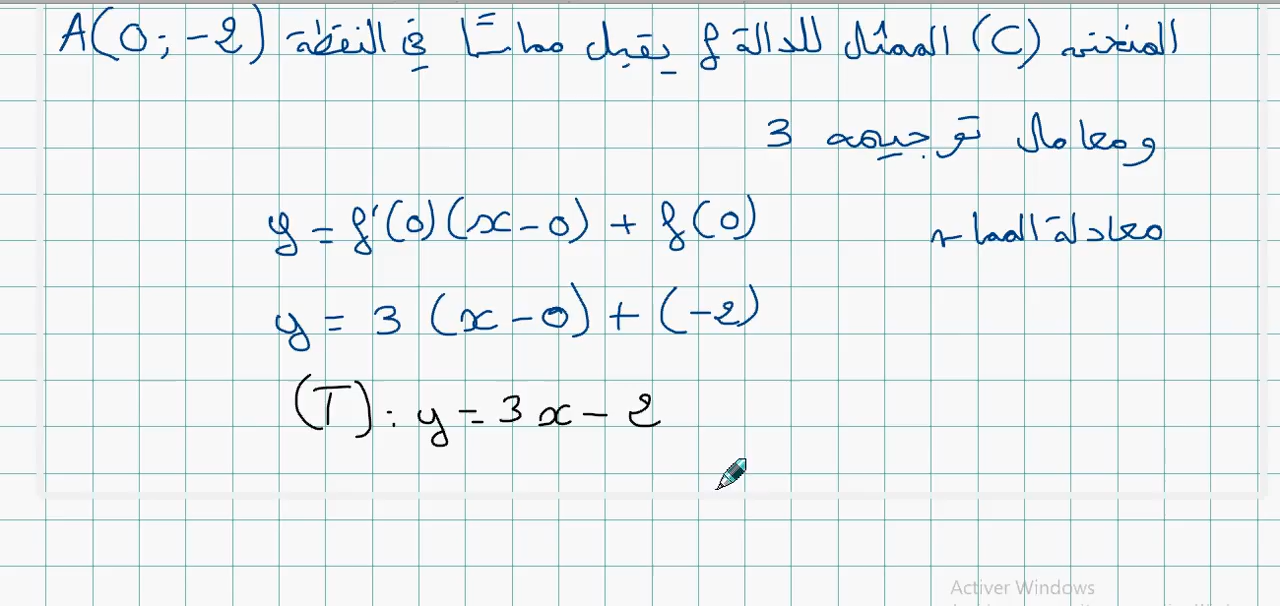 المنحنى (C) الممثل للدالة f يقبل مماسًا في النقطة A(0; -2)
ومعامل توجيهه 3
معادلة المماس y = f'(0)(x - 0) + f(0)
y = 3 (x - 0) + (-2)
(T): y = 3x - 2
Activer Windows